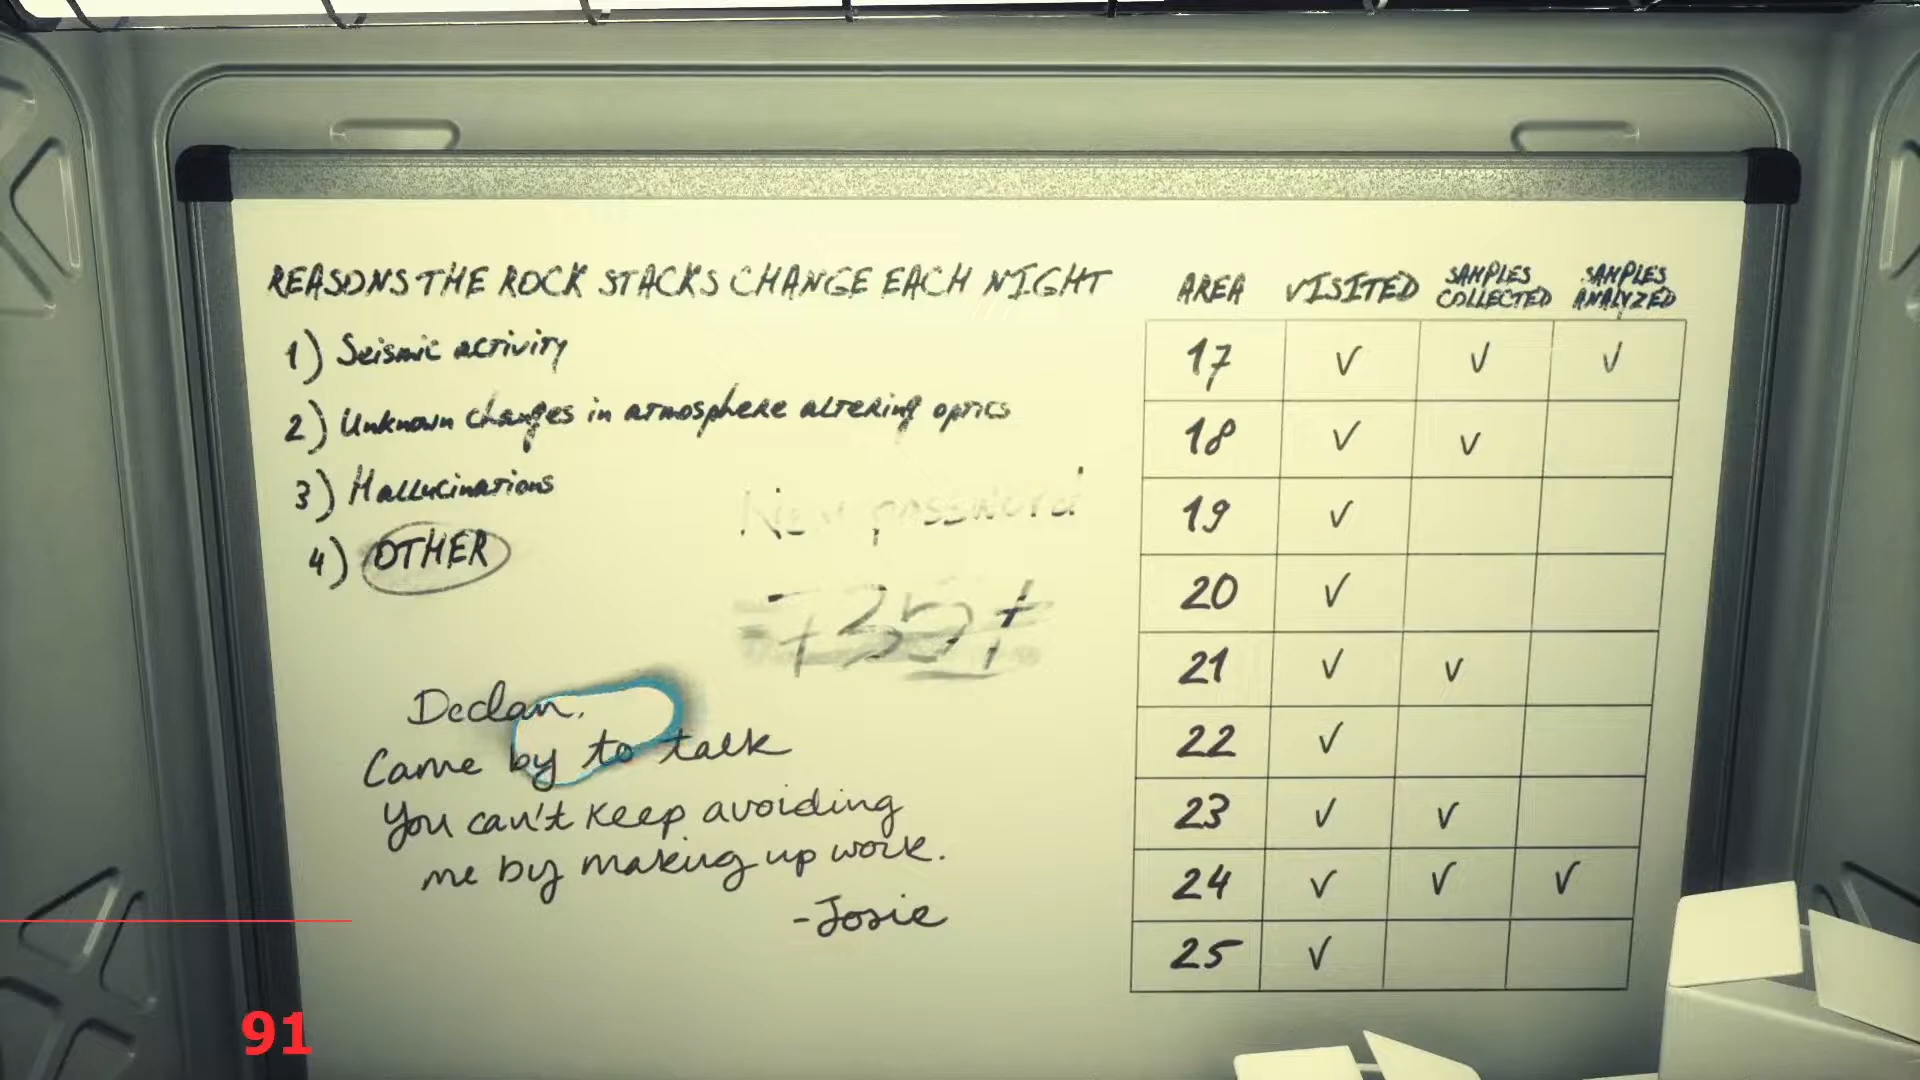 REASONS THE ROCK STACKS CHANGE EACH NIGHT
1) Seismic activity
2) Unknown changes in atmosphere altering optics
3) Hallucinations
4) OTHER
New password
Declan,
Came by to talk
You can't keep avoiding
me by making up work.
-Josie
AREA VISITED SAMPLES COLLECTED SAMPLES ANALYZED
17 ✓ ✓ ✓
18 ✓ ✓
19 ✓
20 ✓
21 ✓ ✓
22 ✓
23 ✓ ✓
24 ✓ ✓ ✓
25 ✓
91